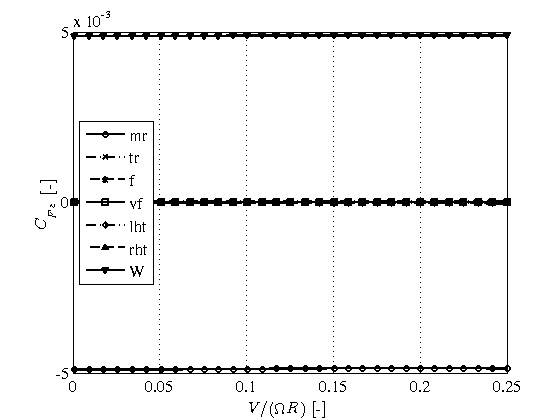 x 10⁻³
5
0
-5
C_Fz [-]
mr
tr
f
vf
lht
rht
W
0 0.05 0.1 0.15 0.2 0.25
V/(ΩR) [-]